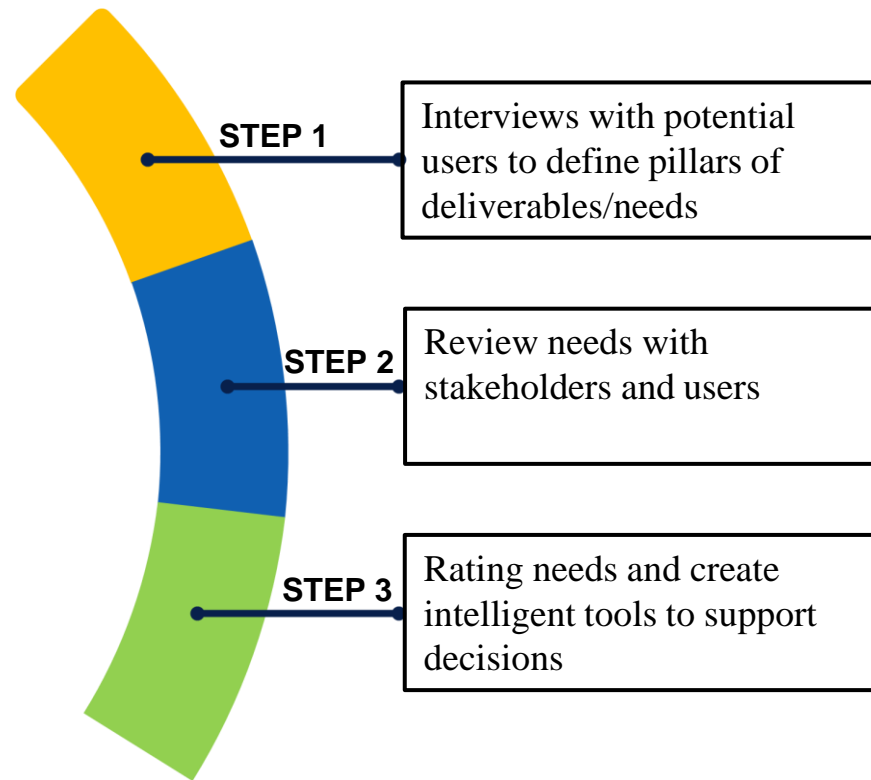 STEP 1
Interviews with potential
users to define pillars of
deliverables/needs
STEP 2
Review needs with
stakeholders and users
STEP 3
Rating needs and create
intelligent tools to support
decisions